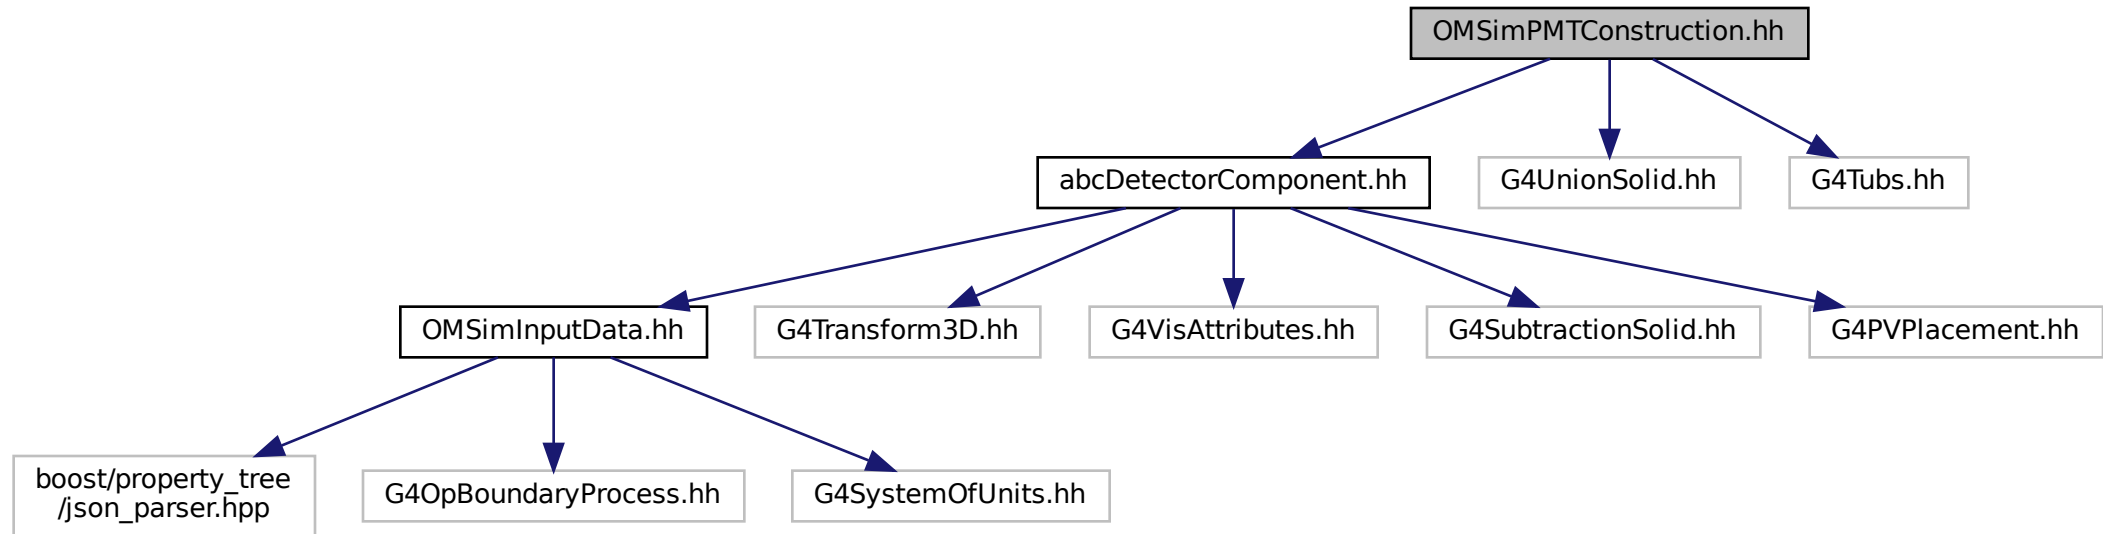 OMSimPMTConstruction.hh
abcDetectorComponent.hh
G4UnionSolid.hh
G4Tubs.hh
OMSimInputData.hh
G4Transform3D.hh
G4VisAttributes.hh
G4SubtractionSolid.hh
G4PVPlacement.hh
boost/property_tree
/json_parser.hpp
G4OpBoundaryProcess.hh
G4SystemOfUnits.hh